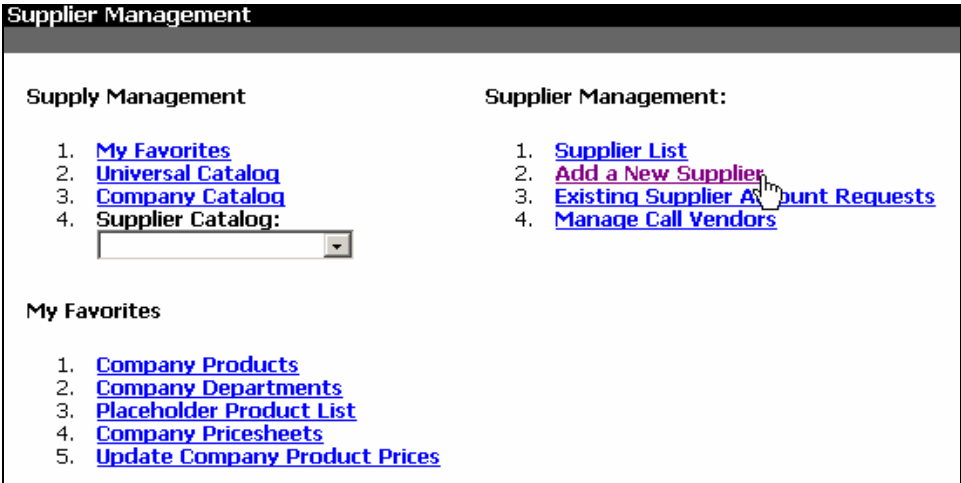 Supplier Management
Supply Management
1. My Favorites
2. Universal Catalog
3. Company Catalog
4. Supplier Catalog:
Supplier Management:
1. Supplier List
2. Add a New Supplier
3. Existing Supplier Account Requests
4. Manage Call Vendors
My Favorites
1. Company Products
2. Company Departments
3. Placeholder Product List
4. Company Pricesheets
5. Update Company Product Prices